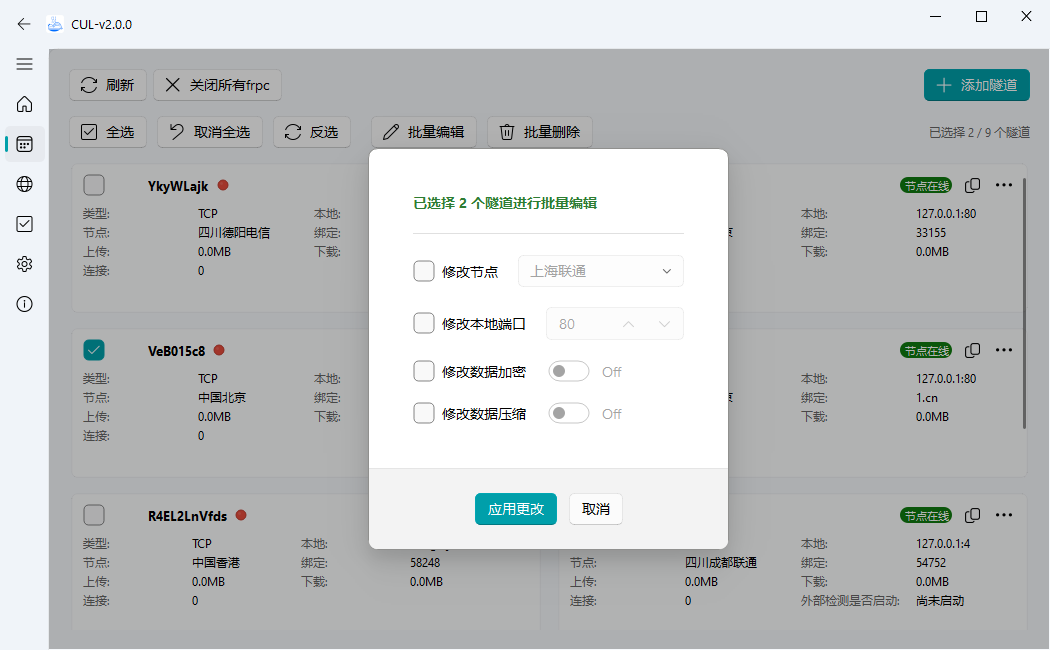 CUL-v2.0.0
刷新 关闭所有frpc 添加隧道
全选 取消全选 反选 批量编辑 批量删除 已选择 2 / 9 个隧道
YkyWLajk 节点在线
类型: TCP 本地: 本地: 127.0.0.1:80
节点: 四川德阳电信 绑定: 京 绑定: 33155
上传: 0.0MB 下载: 下载: 0.0MB
连接: 0
VeB015c8 节点在线
类型: TCP 本地: 本地: 127.0.0.1:80
节点: 中国北京 绑定: 京 绑定: 1.cn
上传: 0.0MB 下载: 下载: 0.0MB
连接: 0
已选择 2 个隧道进行批量编辑
修改节点 上海联通
修改本地端口 80
修改数据加密 Off
修改数据压缩 Off
应用更改 取消
R4EL2LnVfds 节点在线
类型: TCP 本地: 本地: 127.0.0.1:4
节点: 中国香港 绑定: 58248 节点: 四川成都联通 绑定: 54752
上传: 0.0MB 下载: 0.0MB 上传: 0.0MB 下载: 0.0MB
连接: 0 连接: 0 外部检测是否启动: 尚未启动